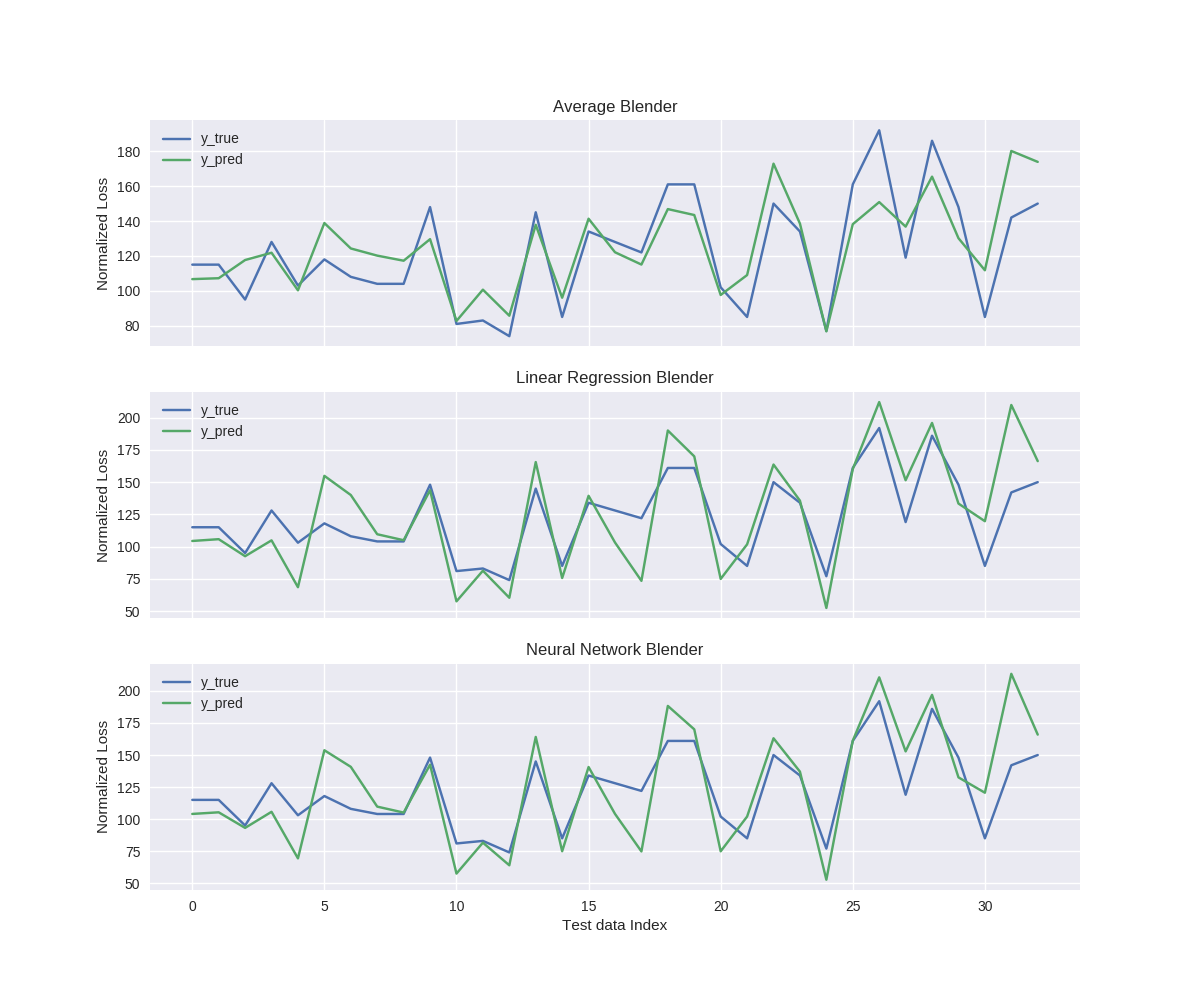 Average Blender
y_true
y_pred
Normalized Loss
180
160
140
120
100
80
Linear Regression Blender
y_true
y_pred
Normalized Loss
200
175
150
125
100
75
50
Neural Network Blender
y_true
y_pred
Normalized Loss
200
175
150
125
100
75
50
0 5 10 15 20 25 30
Test data Index